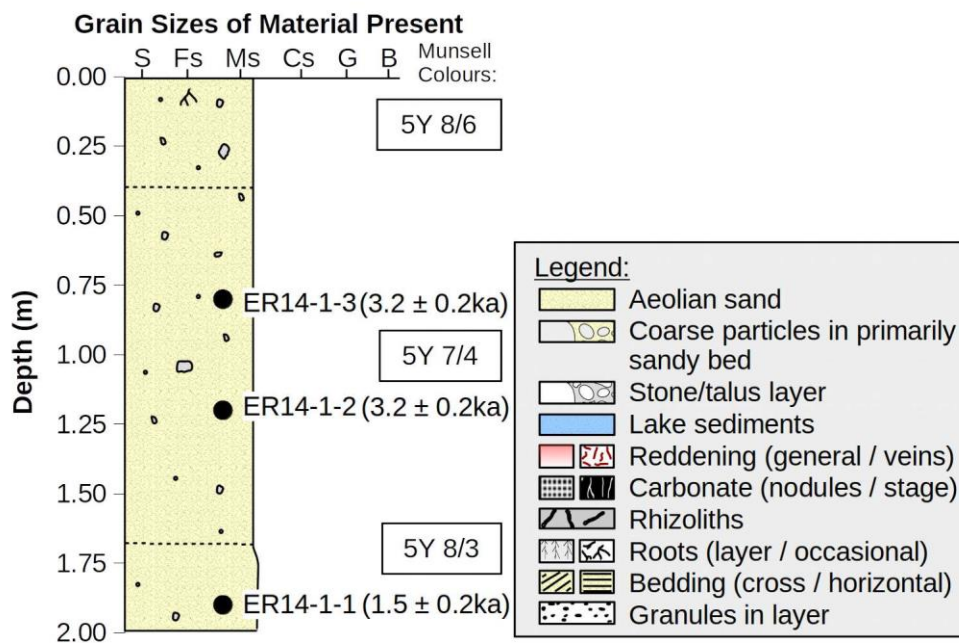 Grain Sizes of Material Present
S Fs Ms Cs G B
Munsell
Colours:
0.00
5Y 8/6
0.25
0.50
0.75
ER14-1-3 (3.2 ± 0.2ka)
1.00
5Y 7/4
ER14-1-2 (3.2 ± 0.2ka)
1.25
1.50
5Y 8/3
1.75
ER14-1-1 (1.5 ± 0.2ka)
2.00
Depth (m)
Legend:
Aeolian sand
Coarse particles in primarily
sandy bed
Stone/talus layer
Lake sediments
Reddening (general / veins)
Carbonate (nodules / stage)
Rhizoliths
Roots (layer / occasional)
Bedding (cross / horizontal)
Granules in layer